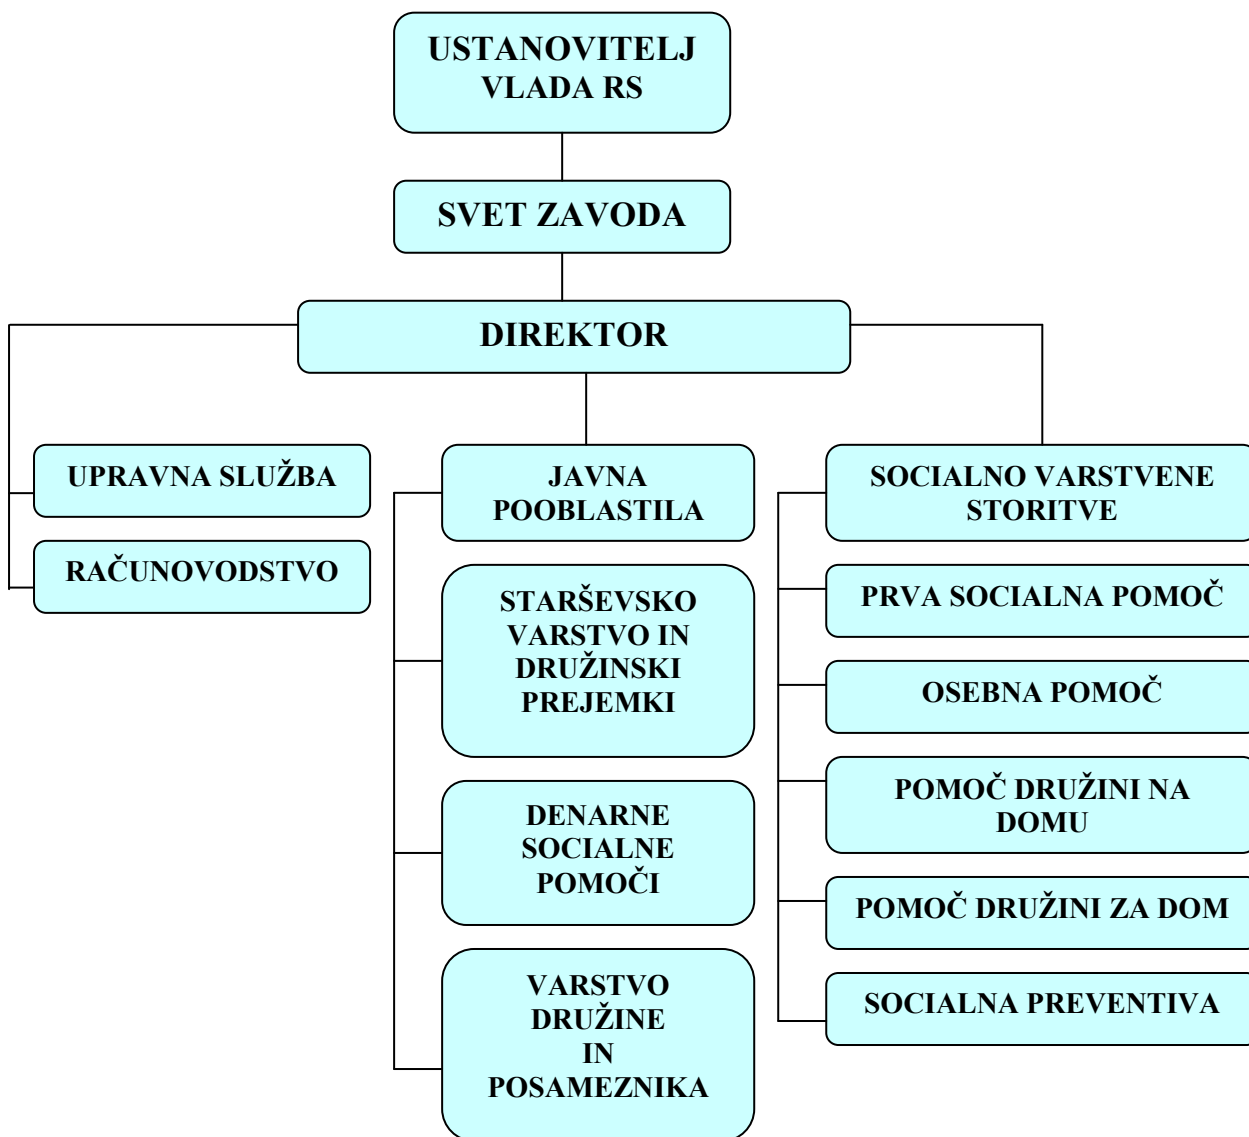 USTANOVITELJ
VLADA RS
SVET ZAVODA
DIREKTOR
UPRAVNA SLUŽBA
RAČUNOVODSTVO
JAVNA
POOBLASTILA
STARŠEVSKO
VARSTVO IN
DRUŽINSKI
PREJEMKI
DENARNE
SOCIALNE
POMOČI
VARSTVO
DRUŽINE
IN
POSAMEZNIKA
SOCIALNO VARSTVENE
STORITVE
PRVA SOCIALNA POMOČ
OSEBNA POMOČ
POMOČ DRUŽINI NA
DOMU
POMOČ DRUŽINI ZA DOM
SOCIALNA PREVENTIVA